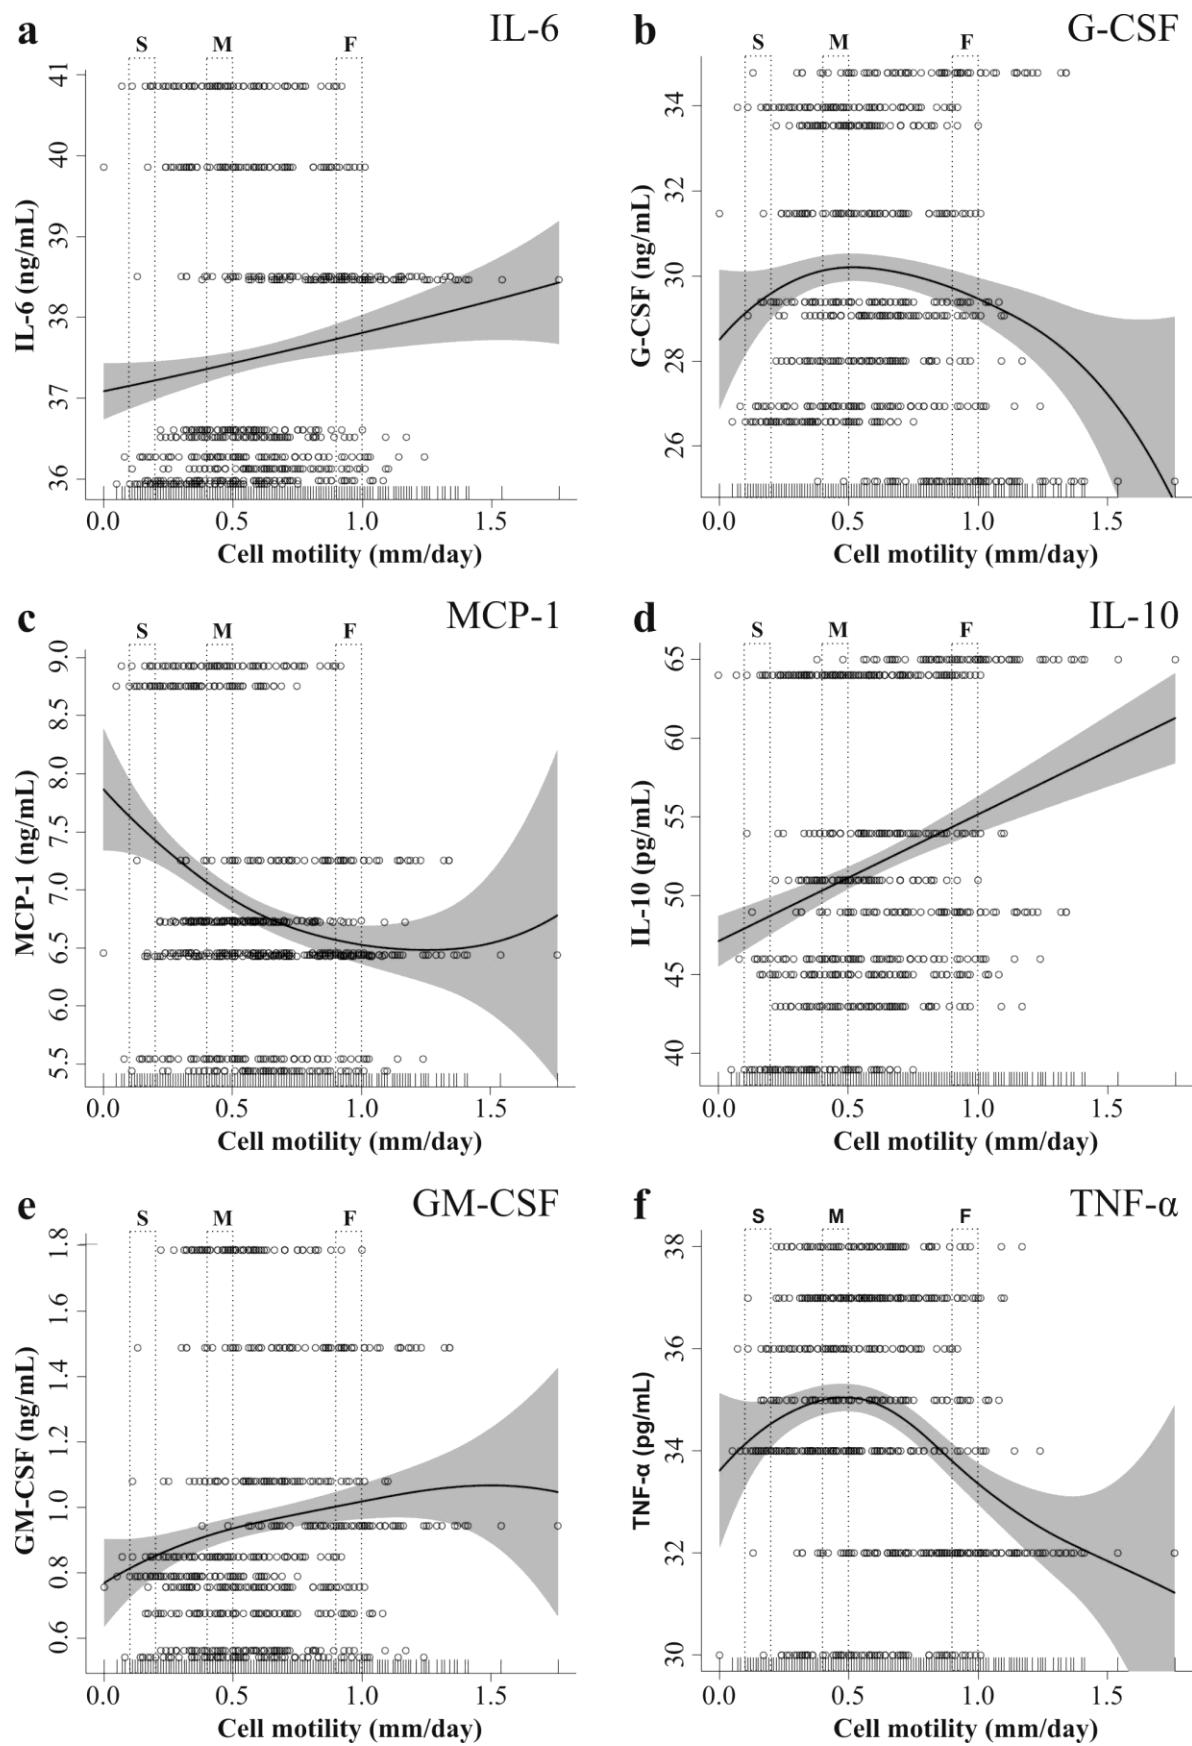 a IL-6
S M F
IL-6 (ng/mL)
41
40
39
38
37
36
0.0 0.5 1.0 1.5
Cell motility (mm/day)
b G-CSF
S M F
G-CSF (ng/mL)
34
32
30
28
26
0.0 0.5 1.0 1.5
Cell motility (mm/day)
c MCP-1
S M F
MCP-1 (ng/mL)
9.0
8.5
8.0
7.5
7.0
6.5
6.0
5.5
0.0 0.5 1.0 1.5
Cell motility (mm/day)
d IL-10
S M F
IL-10 (pg/mL)
65
60
55
50
45
40
0.0 0.5 1.0 1.5
Cell motility (mm/day)
e GM-CSF
S M F
GM-CSF (ng/mL)
1.8
1.6
1.4
1.2
1.0
0.8
0.6
0.0 0.5 1.0 1.5
Cell motility (mm/day)
f TNF-α
S M F
TNF-α (pg/mL)
38
36
34
32
30
0.0 0.5 1.0 1.5
Cell motility (mm/day)